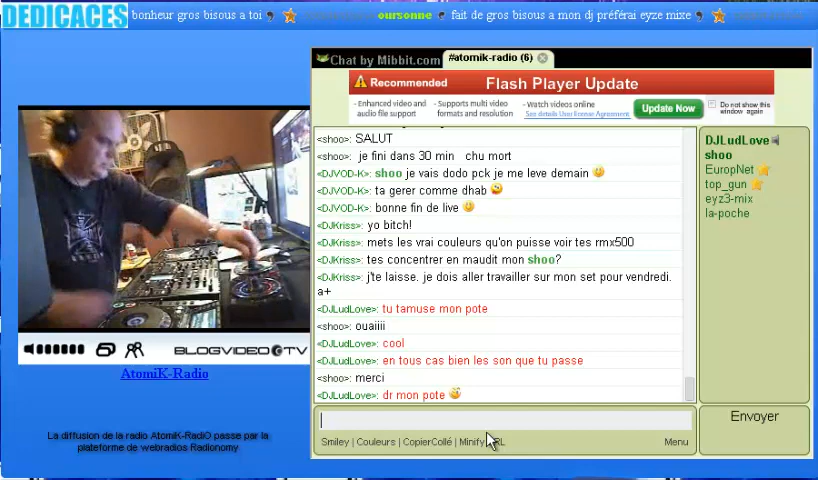 DEDICACES bonheur gros bisous a toi oursonne fait de gros bisous a mon dj préférai eyze mixe
Chat by Mibbit.com #atomik-radio (6)
Recommended Flash Player Update
- Enhanced video and audio file support
- Supports multi video formats and resolution
- Watch videos online
See details User License Agreement.
Update Now
Do not show this window again
<shoo>: SALUT
<shoo>: je fini dans 30 min chu mort
<DJVOD-K>: shoo je vais dodo pck je me leve demain
<DJVOD-K>: ta gerer comme dhab
<DJVOD-K>: bonne fin de live
<DJKriss>: yo bitch!
<DJKriss>: mets les vrai couleurs qu'on puisse voir tes rmx500
<DJKriss>: tes concentrer en maudit mon shoo?
<DJKriss>: j'te laisse. je dois aller travailler sur mon set pour vendredi.
a+
<DJLudLove>: tu tamuse mon pote
<shoo>: ouaiiii
<DJLudLove>: cool
<DJLudLove>: en tous cas bien les son que tu passe
<shoo>: merci
<DJLudLove>: dr mon pote
DJLudLove
shoo
EuropNet
top_gun
eyz3-mix
la-poche
Envoyer
Smiley | Couleurs | CopierCollé | Minify URL
Menu
BLOGVIDEO TV
AtomiK-Radio
La diffusion de la radio AtomiK-RadiO passe par la
plateforme de webradios Radionomy